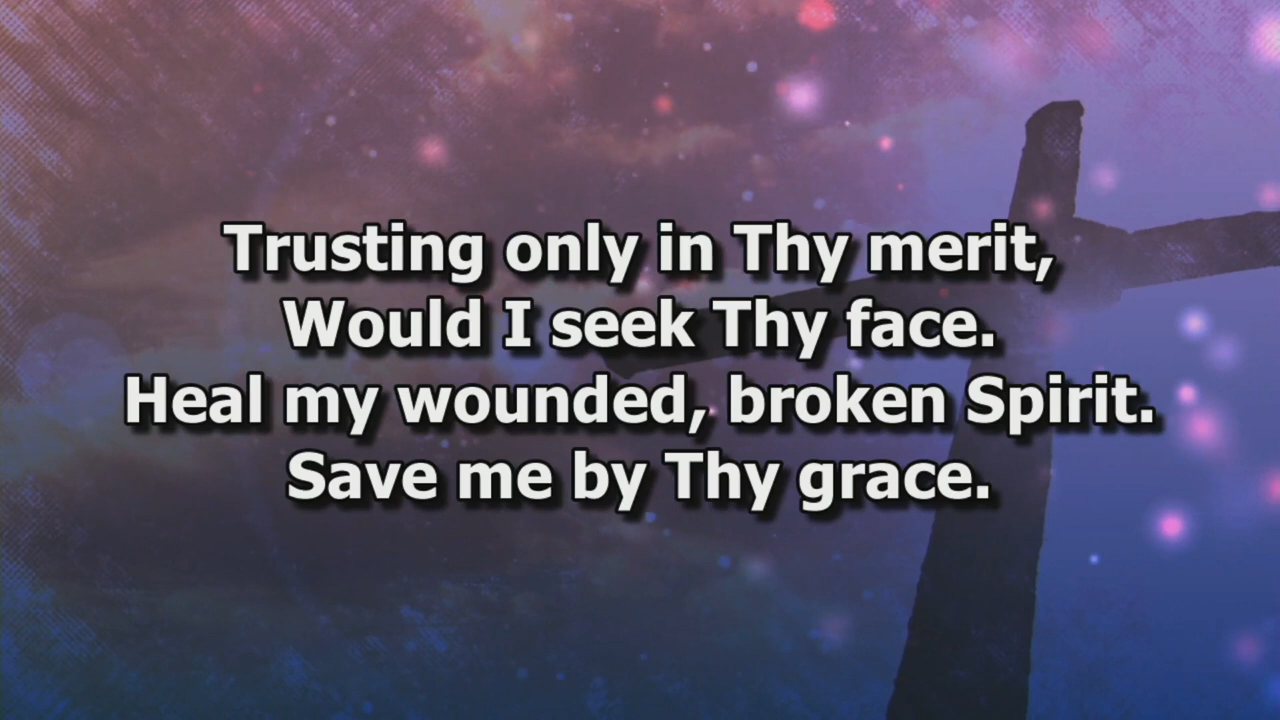 Trusting only in Thy merit,
Would I seek Thy face.
Heal my wounded, broken Spirit.
Save me by Thy grace.